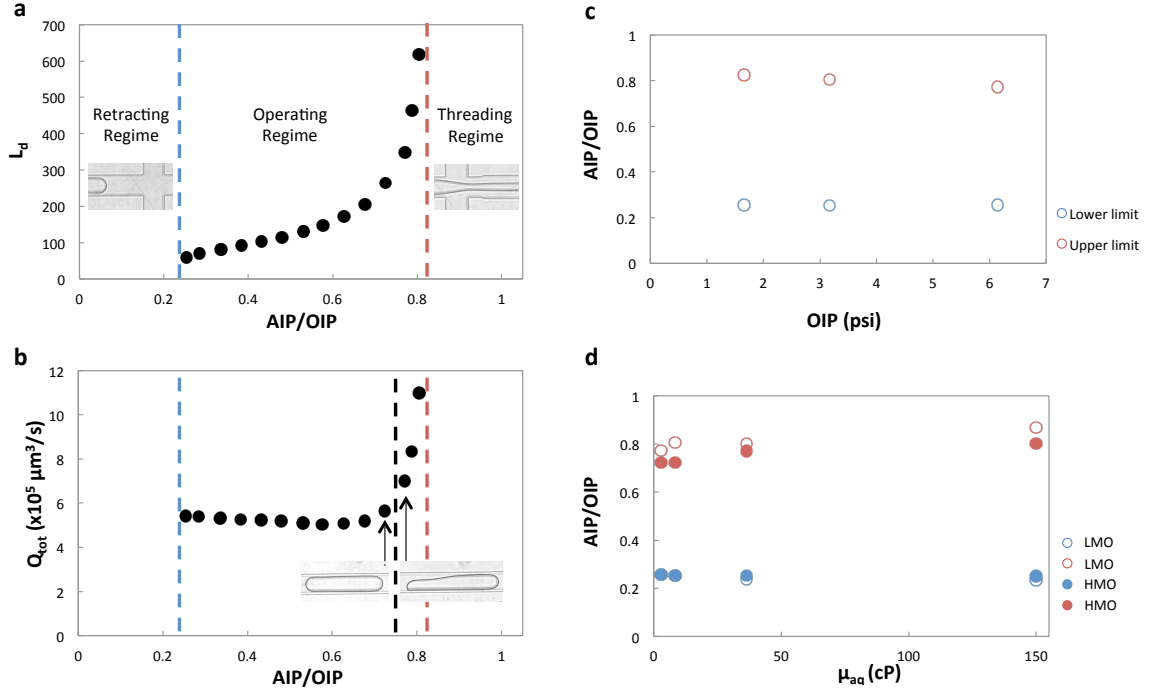 a
700
600
500
400
300
200
100
0
L_d
Retracting
Regime
Operating
Regime
Threading
Regime
0 0.2 0.4 0.6 0.8 1
AIP/OIP
b
12
10
8
6
4
2
0
Q_tot (x10⁵ µm³/s)
0 0.2 0.4 0.6 0.8 1
AIP/OIP
c
1
0.8
0.6
0.4
0.2
0
AIP/OIP
Lower limit
Upper limit
0 1 2 3 4 5 6 7
OIP (psi)
d
1
0.8
0.6
0.4
0.2
0
AIP/OIP
LMO
LMO
HMO
HMO
0 50 100 150
µ_aq (cP)